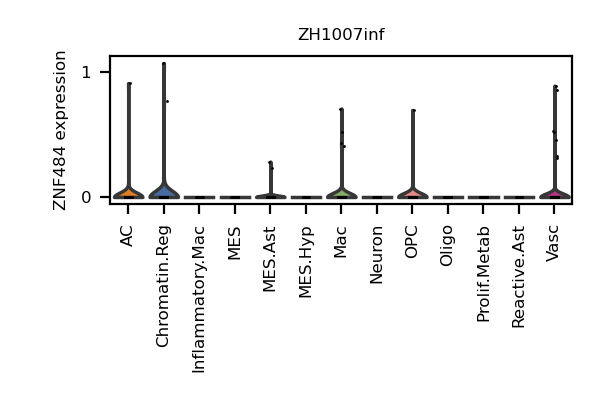 ZH1007inf
ZNF484 expression
1
0
AC
Chromatin.Reg
Inflammatory.Mac
MES
MES.Ast
MES.Hyp
Mac
Neuron
OPC
Oligo
Prolif.Metab
Reactive.Ast
Vasc